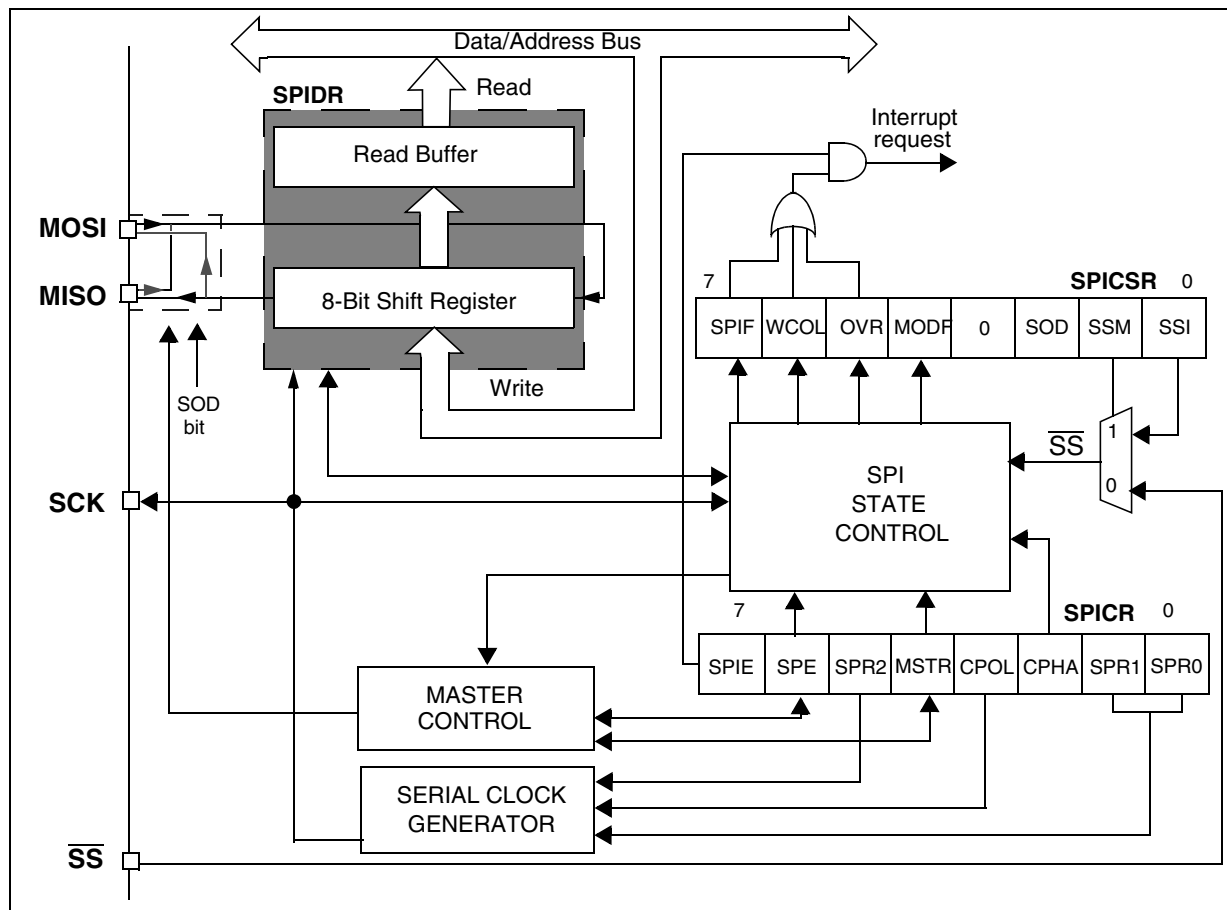 Data/Address Bus
SPIDR
Read
Read Buffer
Interrupt
request
MOSI
MISO
8-Bit Shift Register
7
SPICSR
0
SPIF
WCOL
OVR
MODF
0
SOD
SSM
SSI
Write
SOD
bit
1
SS
0
SCK
SPI
STATE
CONTROL
7
SPICR
0
SPIE
SPE
SPR2
MSTR
CPOL
CPHA
SPR1
SPR0
MASTER
CONTROL
SERIAL CLOCK
GENERATOR
SS